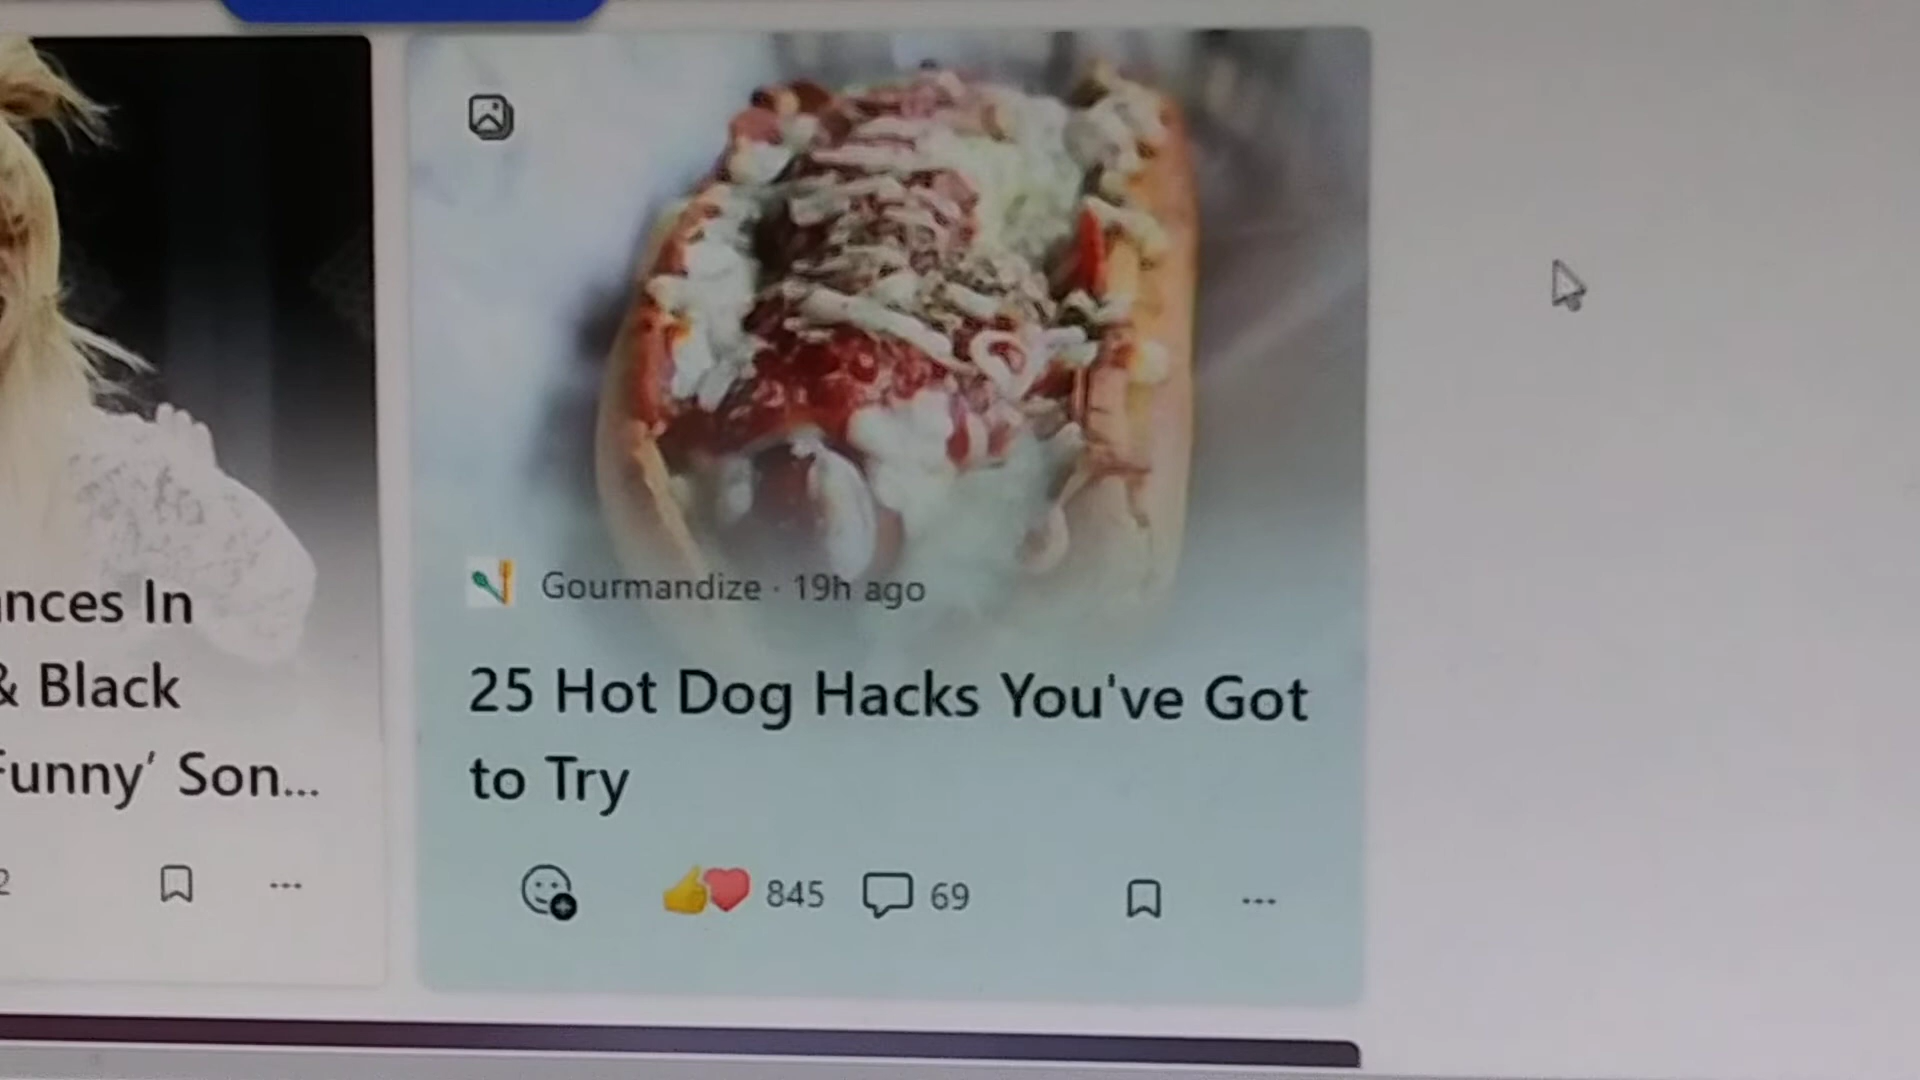 nces In
& Black
Funny' Son...
2
Gourmandize · 19h ago
25 Hot Dog Hacks You've Got
to Try
845 69